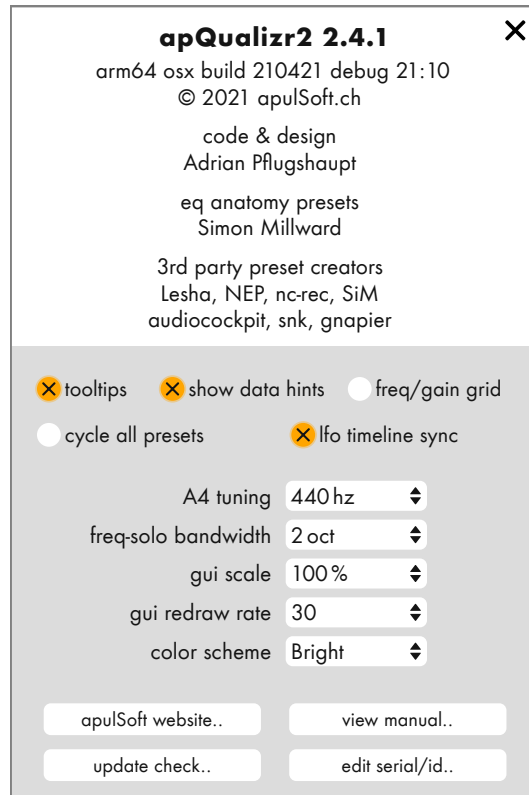 apQualizr2 2.4.1
arm64 osx build 210421 debug 21:10
© 2021 apulSoft.ch
code & design
Adrian Pflugshaupt
eq anatomy presets
Simon Millward
3rd party preset creators
Lesha, NEP, nc-rec, SiM
audiocockpit, snk, gnapier
tooltips show data hints freq/gain grid
cycle all presets lfo timeline sync
A4 tuning 440 hz
freq-solo bandwidth 2 oct
gui scale 100 %
gui redraw rate 30
color scheme Bright
apulSoft website.. view manual..
update check.. edit serial/id..